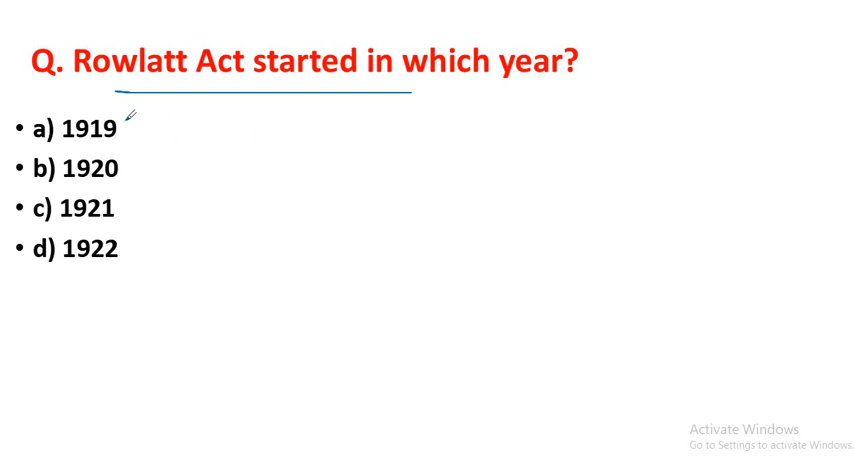 Q. Rowlatt Act started in which year?
• a) 1919
• b) 1920
• c) 1921
• d) 1922
Activate Windows
Go to Settings to activate Windows.